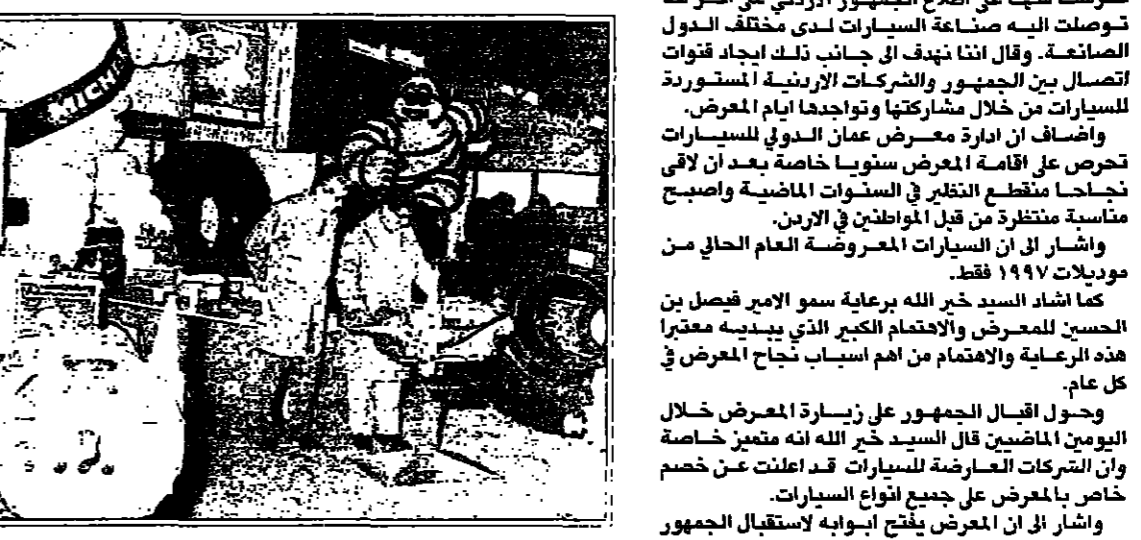 الجمهور الاردني على اخر ما
توصلت اليه صناعة السيارات لدى مختلف الدول
الصانعة. وقال اننا نهدف الى جانب ذلك ايجاد قنوات
اتصال بين الجمهور والشركات الاردنية المستوردة
للسيارات من خلال مشاركتها وتواجدها ايام المعرض.
واضاف ان ادارة معرض عمان الدولي للسيارات
تحرص على اقامة المعرض سنويا خاصة بعد ان لاقى
نجاحا منقطع النظير في السنوات الماضية واصبح
مناسبة منتظرة من قبل المواطنين في الاردن.
واشار الى ان السيارات المعروضة العام الحالي من
موديلات ١٩٩٧ فقط.
كما اشاد السيد خير الله برعاية سمو الامير فيصل بن
الحسين للمعرض والاهتمام الكبير الذي يبديه معتبرا
هذه الرعاية والاهتمام من اهم اسباب نجاح المعرض في
كل عام.
وحول اقبال الجمهور على زيارة المعرض خلال
اليومين الماضيين قال السيد خير الله انه متميز خاصة
وان الشركات العارضة للسيارات قد اعلنت عن خصم
خاص بالمعرض على جميع انواع السيارات.
واشار الى ان المعرض يفتح ابوابه لاستقبال الجمهور
MICH